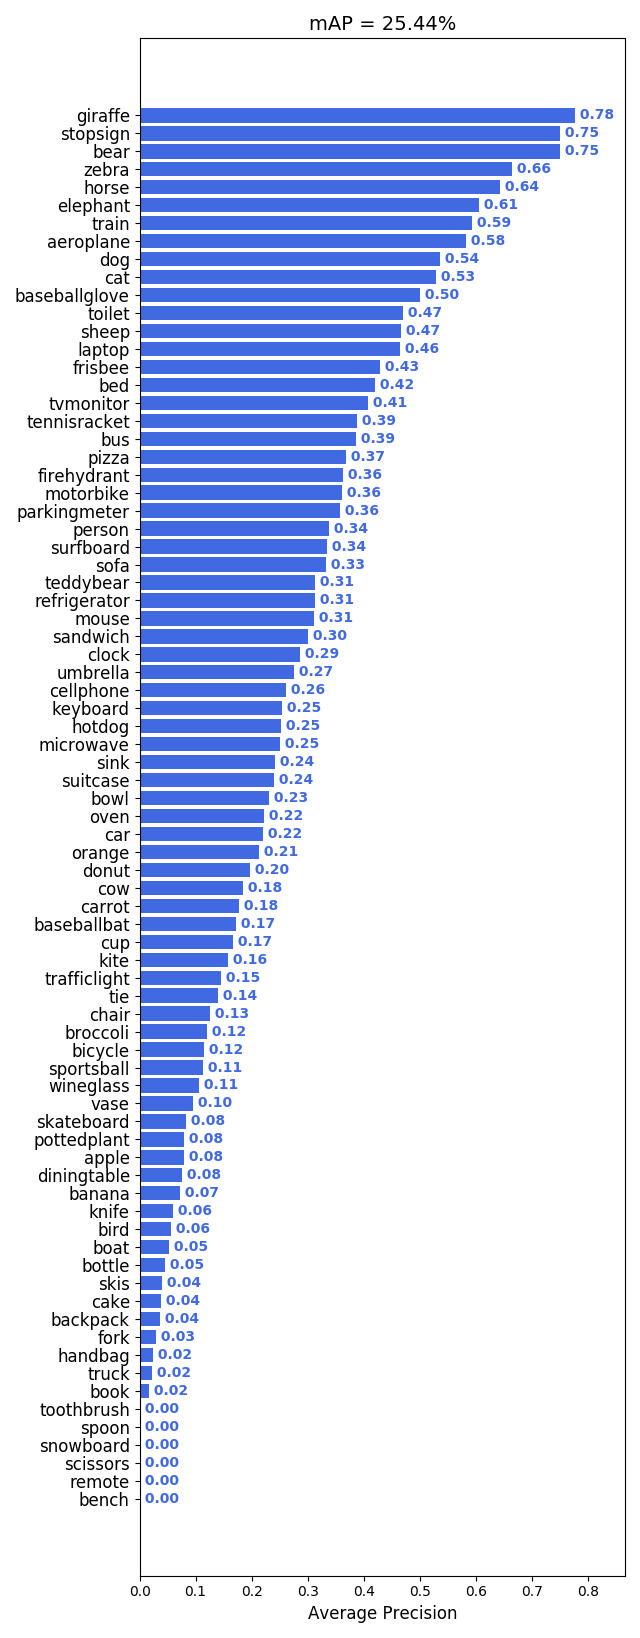 mAP = 25.44%
giraffe 0.78
stopsign 0.75
bear 0.75
zebra 0.66
horse 0.64
elephant 0.61
train 0.59
aeroplane 0.58
dog 0.54
cat 0.53
baseballglove 0.50
toilet 0.47
sheep 0.47
laptop 0.46
frisbee 0.43
bed 0.42
tvmonitor 0.41
tennisracket 0.39
bus 0.39
pizza 0.37
firehydrant 0.36
motorbike 0.36
parkingmeter 0.36
person 0.34
surfboard 0.34
sofa 0.33
teddybear 0.31
refrigerator 0.31
mouse 0.31
sandwich 0.30
clock 0.29
umbrella 0.27
cellphone 0.26
keyboard 0.25
hotdog 0.25
microwave 0.25
sink 0.24
suitcase 0.24
bowl 0.23
oven 0.22
car 0.22
orange 0.21
donut 0.20
cow 0.18
carrot 0.18
baseballbat 0.17
cup 0.17
kite 0.16
trafficlight 0.15
tie 0.14
chair 0.13
broccoli 0.12
bicycle 0.12
sportsball 0.11
wineglass 0.11
vase 0.10
skateboard 0.08
pottedplant 0.08
apple 0.08
diningtable 0.08
banana 0.07
knife 0.06
bird 0.06
boat 0.05
bottle 0.05
skis 0.04
cake 0.04
backpack 0.04
fork 0.03
handbag 0.02
truck 0.02
book 0.02
toothbrush 0.00
spoon 0.00
snowboard 0.00
scissors 0.00
remote 0.00
bench 0.00
0.0 0.1 0.2 0.3 0.4 0.5 0.6 0.7 0.8
Average Precision